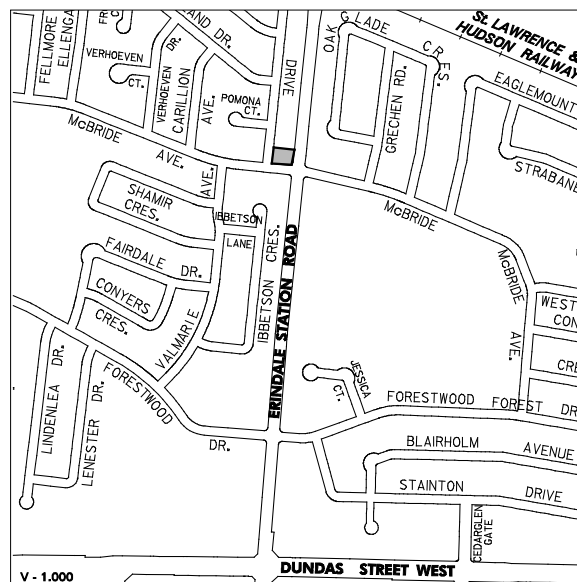 FELLMORE
ELLENGA
FR
CT.
VERHOEVEN
CT.
VERHOEVEN
DR.
CARILLION
AVE.
AND DR.
POMONA
CT.
DRIVE
OAK GLADE CRES.
GRECHEN RD.
St. LAWRENCE &
HUDSON RAILWAY
EAGLEMOUNT
STRABANE
McBRIDE AVE.
AVE.
McBRIDE
McBRIDE AVE.
SHAMIR
CRES.
IBBETSON
LANE
IBBETSON CRES.
ERINDALE STATION ROAD
FAIRDALE DR.
CONYERS
CRES.
VALMARIE
WEST
CON
CRE
LINDENLEA DR.
LENESTER DR.
FORESTWOOD DR.
JESSICA
CT.
FORESTWOOD
FOREST DR
BLAIRHOLM AVENUE
STAINTON DRIVE
CEDARGLEN
GATE
DUNDAS STREET WEST
V - 1.000